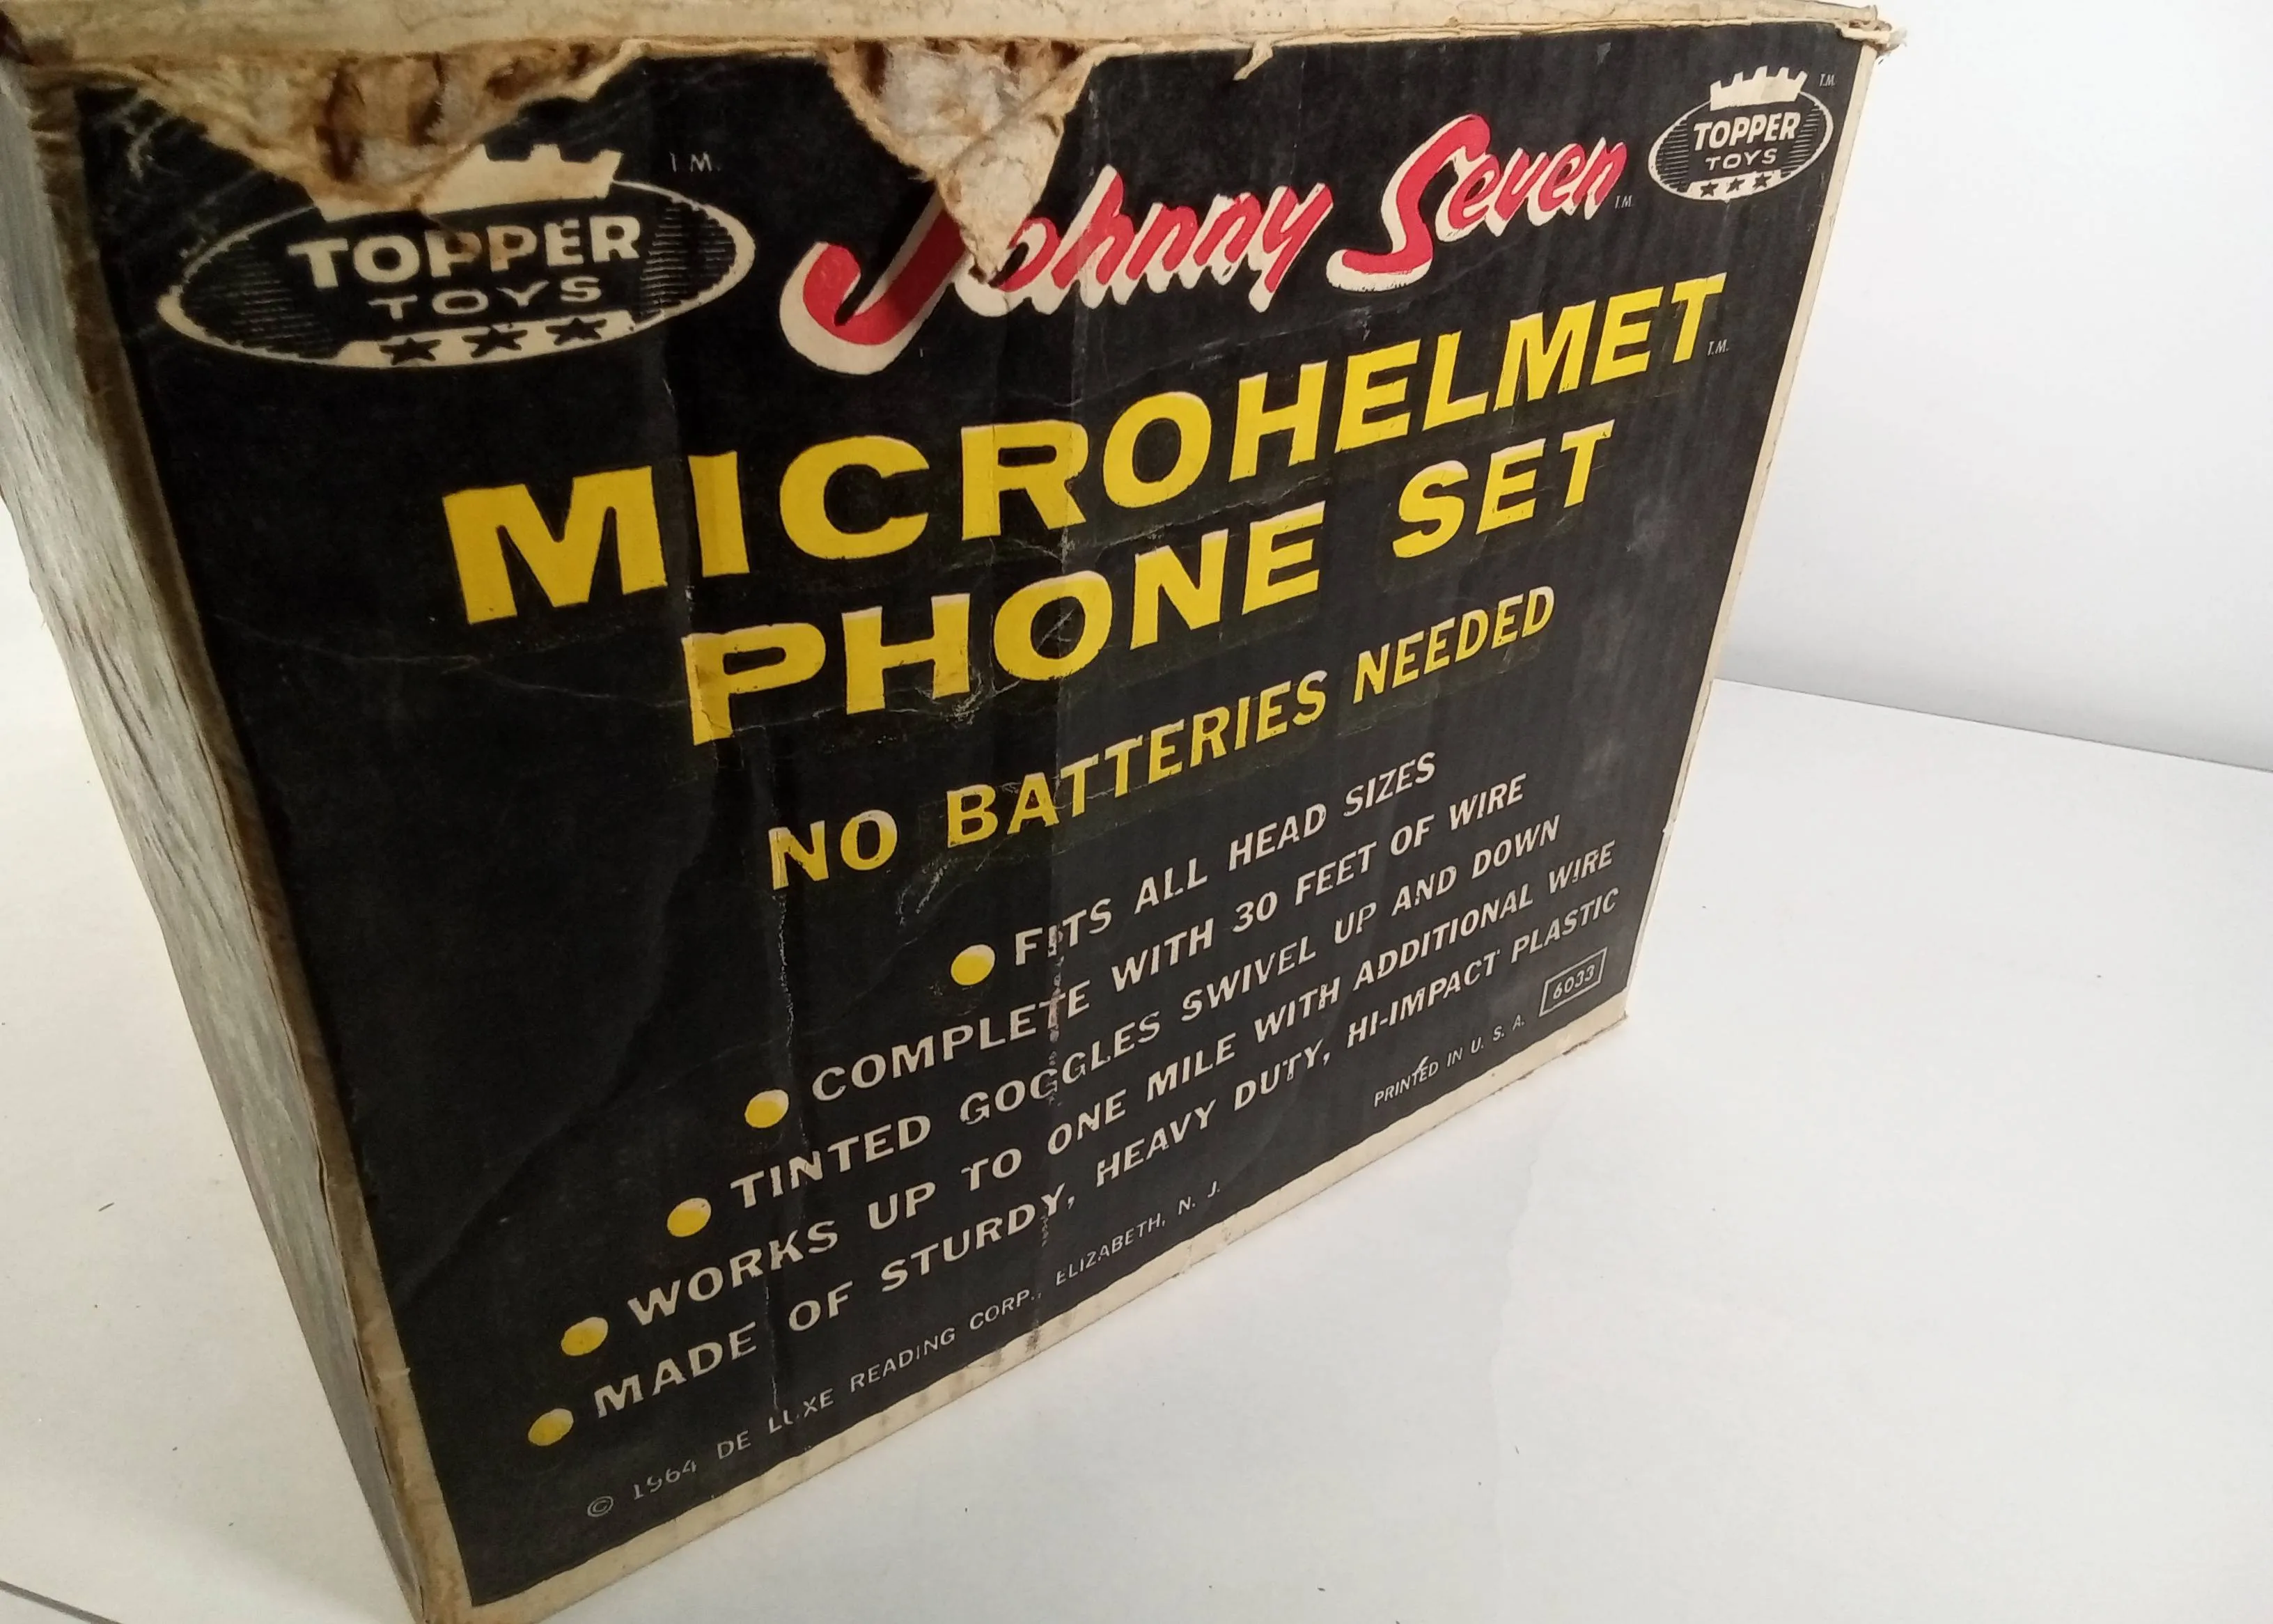 TOPPER T.M.
TOYS
Johnny Seven T.M.
TOPPER T.M.
TOYS
MICROHELMET T.M.
PHONE SET
NO BATTERIES NEEDED
● FITS ALL HEAD SIZES
● COMPLETE WITH 30 FEET OF WIRE
● TINTED GOGGLES SWIVEL UP AND DOWN
● WORKS UP TO ONE MILE WITH ADDITIONAL WIRE
● MADE OF STURDY, HEAVY DUTY, HI-IMPACT PLASTIC
© 1964 DE LUXE READING CORP., ELIZABETH, N. J.
PRINTED IN U. S. A.
6033